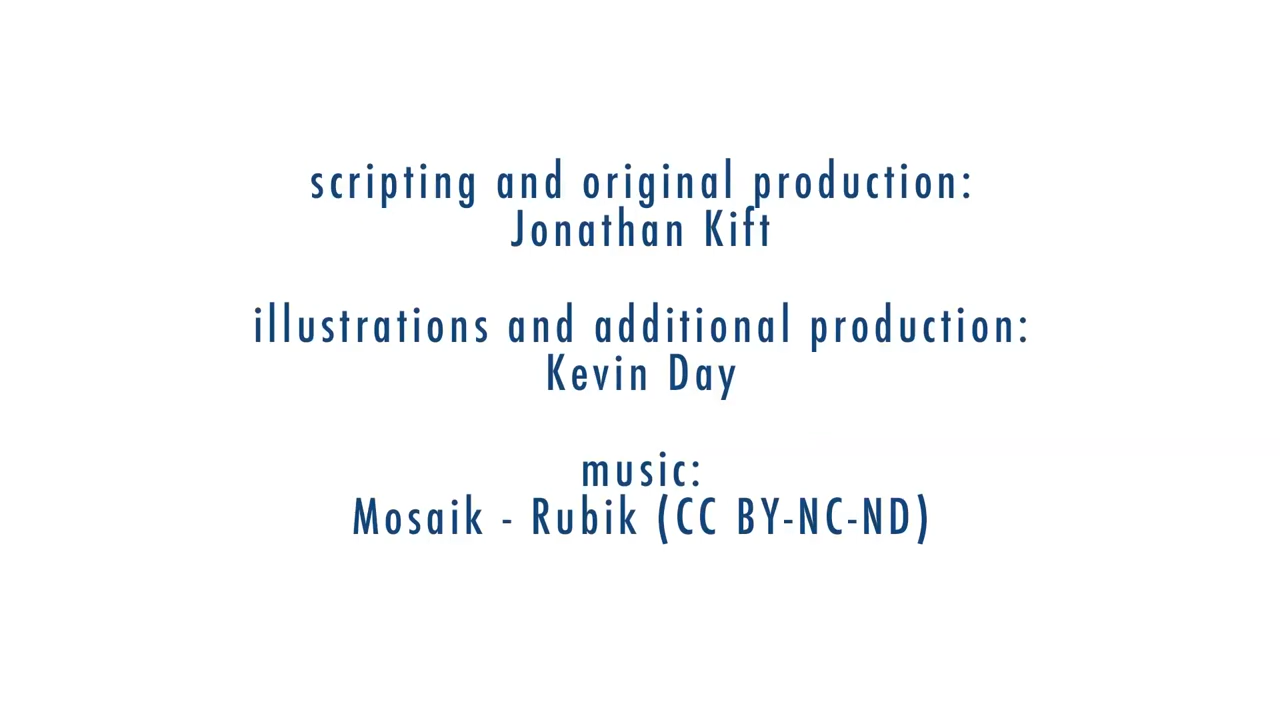 scripting and original production:
Jonathan Kift
illustrations and additional production:
Kevin Day
music:
Mosaik - Rubik (CC BY-NC-ND)